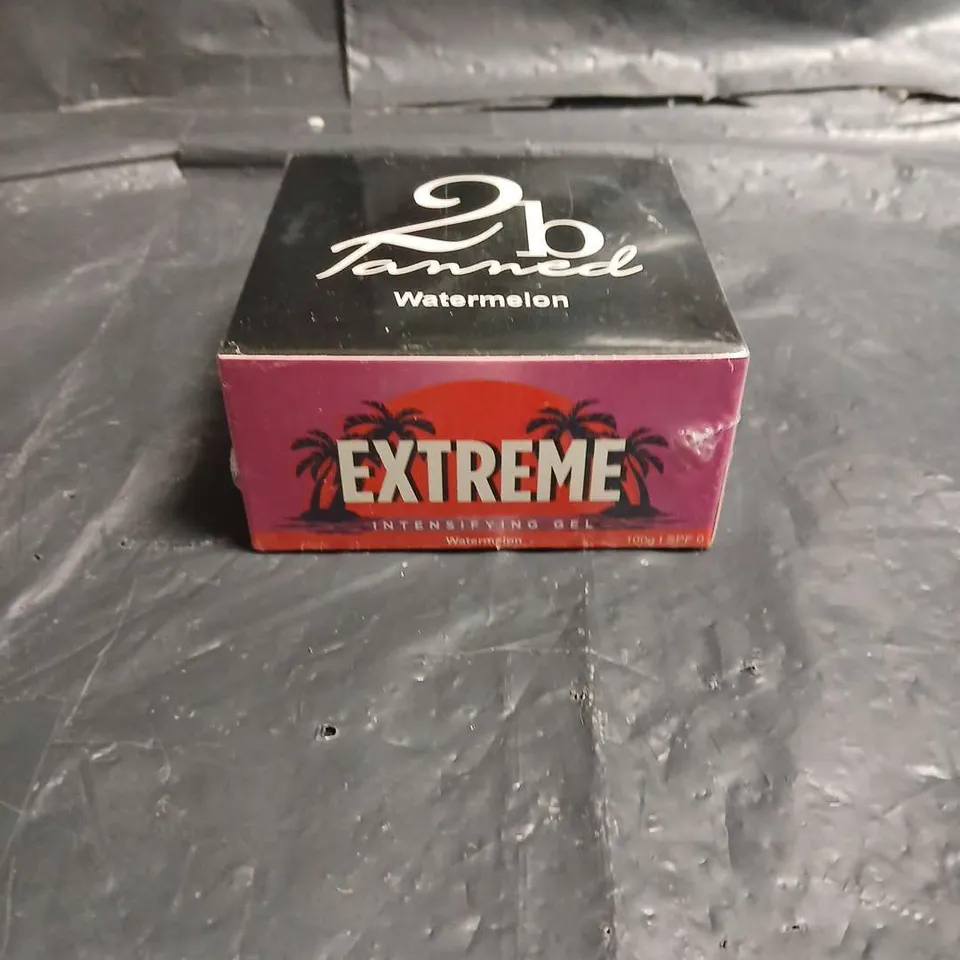 2b
Tanned
Watermelon
EXTREME
INTENSIFYING GEL
Watermelon
100g | SPF 0